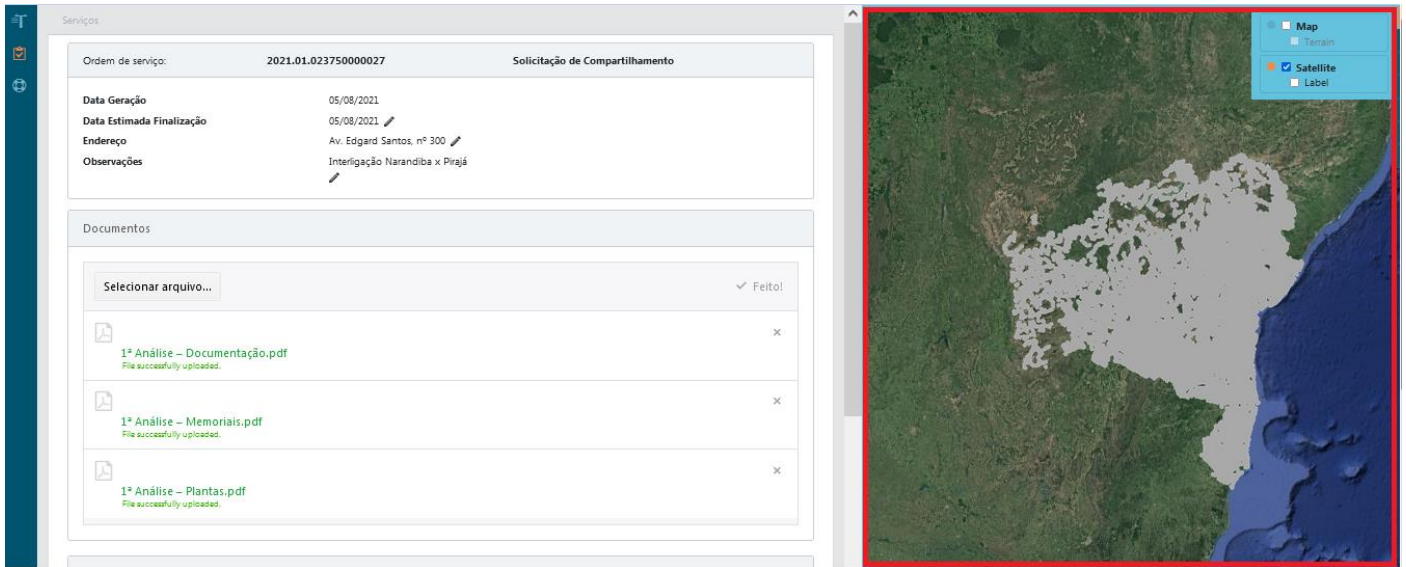 Serviços
Ordem de serviço: 2021.01.023750000027 Solicitação de Compartilhamento
Data Geração 05/08/2021
Data Estimada Finalização 05/08/2021
Endereço Av. Edgard Santos, nº 300
Observações Interligação Narandiba x Pirajá
Documentos
Selecionar arquivo... Feito!
1ª Análise – Documentação.pdf
File successfully uploaded.
1ª Análise – Memoriais.pdf
File successfully uploaded.
1ª Análise – Plantas.pdf
File successfully uploaded.
Map
Terrain
Satellite
Label